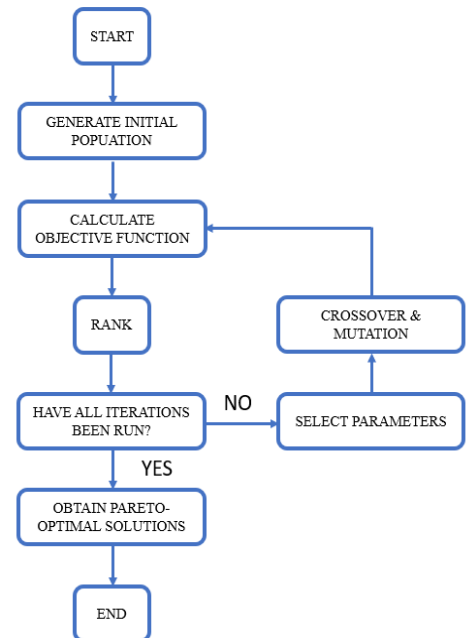 START
GENERATE INITIAL
POPUATION
CALCULATE
OBJECTIVE FUNCTION
RANK
CROSSOVER &
MUTATION
HAVE ALL ITERATIONS
BEEN RUN?
NO
SELECT PARAMETERS
YES
OBTAIN PARETO-
OPTIMAL SOLUTIONS
END